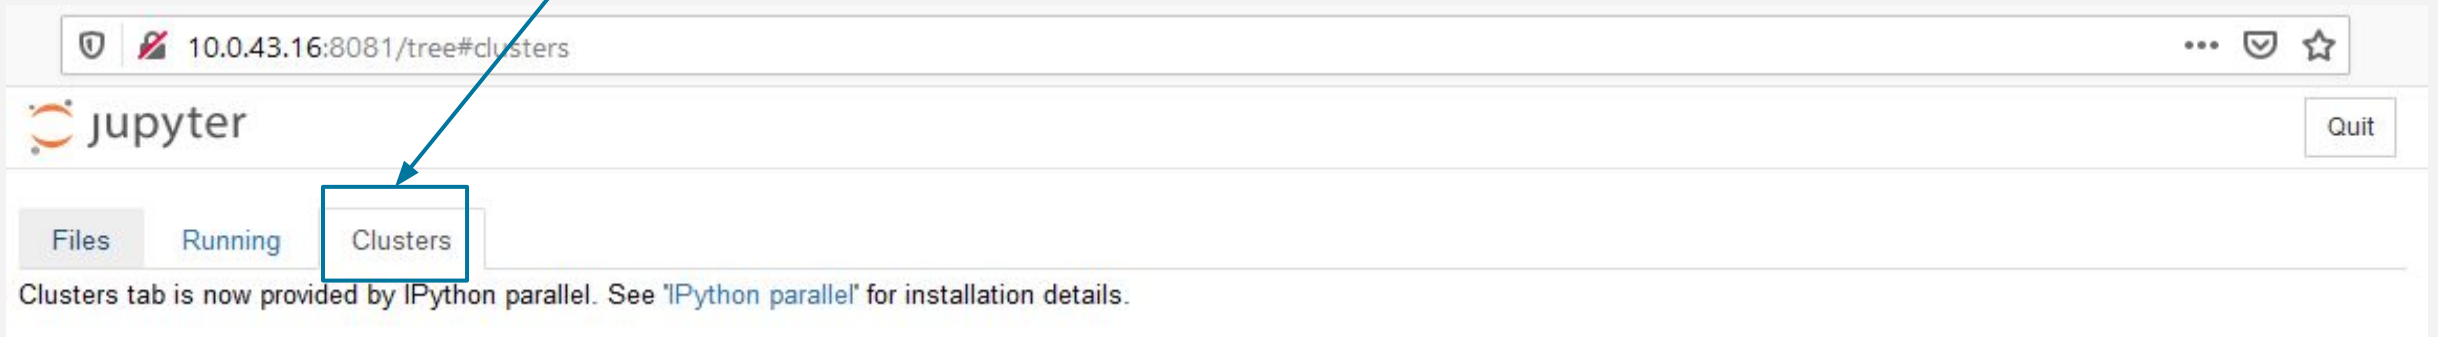 10.0.43.16:8081/tree#clusters
jupyter
Quit
Files Running Clusters
Clusters tab is now provided by IPython parallel. See 'IPython parallel' for installation details.